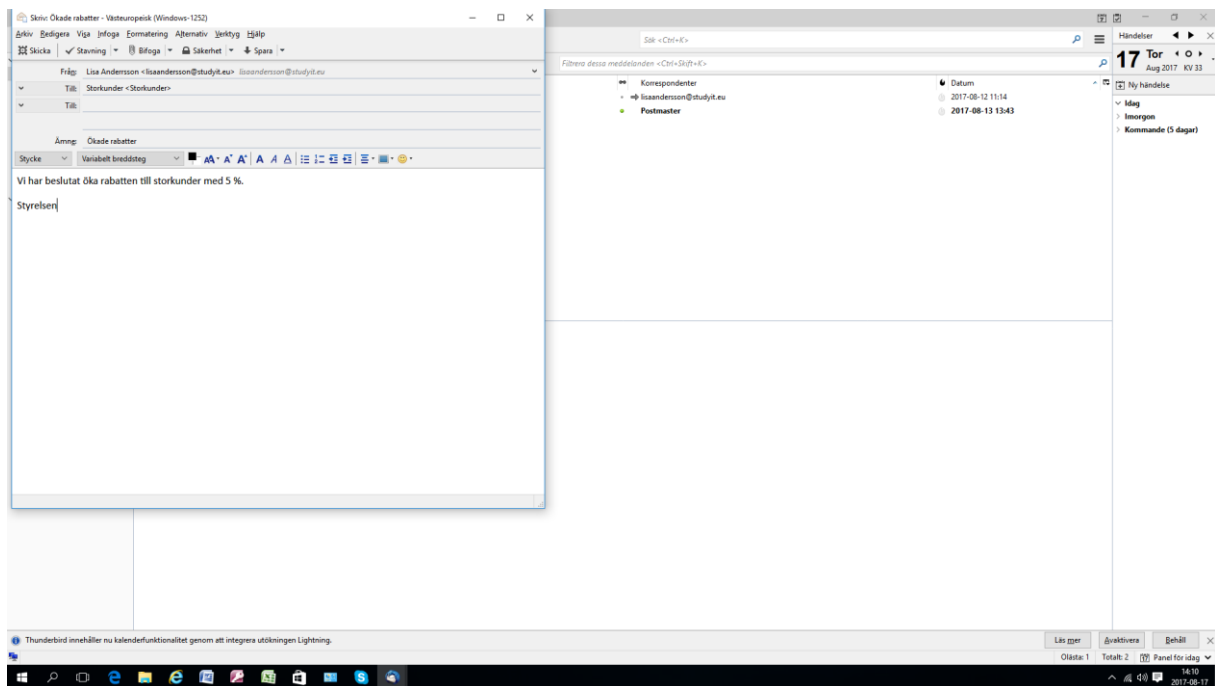 Skriv: Ökade rabatter - Västeuropeisk (Windows-1252)
Arkiv Redigera Visa Infoga Formatering Alternativ Verktyg Hjälp
Skicka Stavning Bifoga Säkerhet Spara
Från: Lisa Andernsson <lisaandersson@studyit.eu> lisaandersson@studyit.eu
Till: Storkunder <Storkunder>
Till:
Ämne: Ökade rabatter
Stycke Variabelt breddsteg
Vi har beslutat öka rabatten till storkunder med 5 %.
Styrelsen
Sök <Ctrl+K>
Filtrera dessa meddelanden <Ctrl+Skift+K>
Korrespondenter Datum
lisaandersson@studyit.eu 2017-08-12 11:14
Postmaster 2017-08-13 13:43
Händelser
17 Tor
Aug 2017 KV 33
Ny händelse
Idag
Imorgon
Kommande (5 dagar)
Thunderbird innehåller nu kalenderfunktionalitet genom att integrera utökningen Lightning.
Läs mer Avaktivera Behåll
Olästa: 1 Totalt: 2 Panel för idag
14:10
2017-08-17